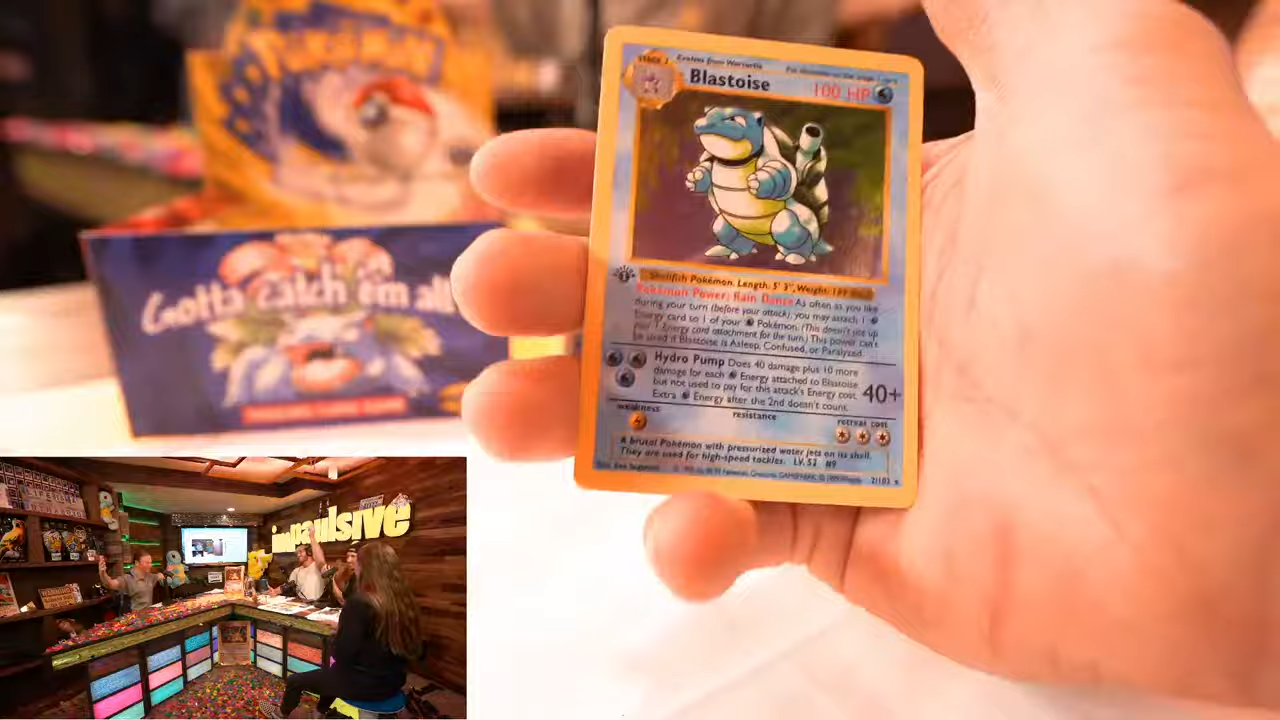 POKéMON
Gotta catch 'em all
STAGE 2
Evolves from Wartortle
Blastoise
100 HP
1
Shellfish Pokémon. Length: 5' 3", Weight:
Pokémon Power: Rain Dance As often as you like
during your turn (before your attack), you may attach 1
Energy card to 1 of your Pokémon. (This doesn't use up
your 1 Energy card attachment for the turn.) This power can't
be used if Blastoise is Asleep, Confused, or Paralyzed.
Hydro Pump Does 40 damage plus 10 more
damage for each Energy attached to Blastoise
but not used to pay for this attack's Energy cost.
Extra Energy after the 2nd doesn't count.
40+
weakness
resistance
retreat cost
A brutal Pokémon with pressurized water jets on its shell.
They are used for high-speed tackles. LV. 52 #9
impaulsive